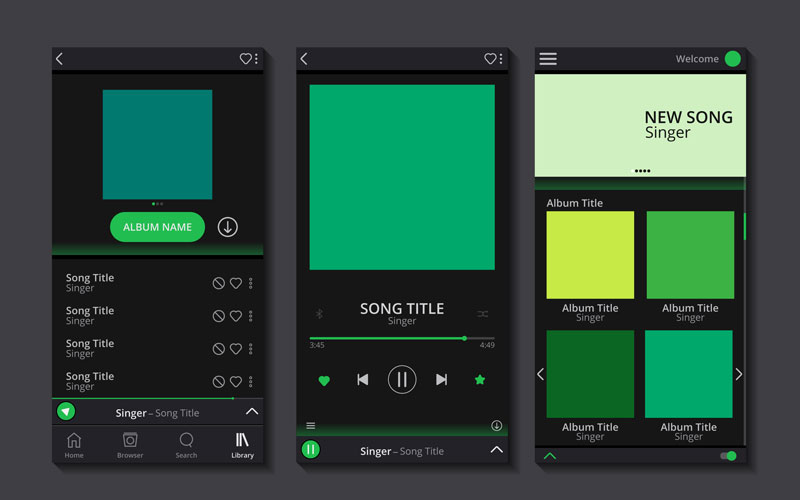 ALBUM NAME
Song Title
Singer
Song Title
Singer
Song Title
Singer
Song Title
Singer
Singer – Song Title
Home Browser Search Library
SONG TITLE
Singer
3:45 4:49
Singer – Song Title
Welcome
NEW SONG
Singer
Album Title
Album Title Album Title
Singer Singer
Album Title Album Title
Singer Singer